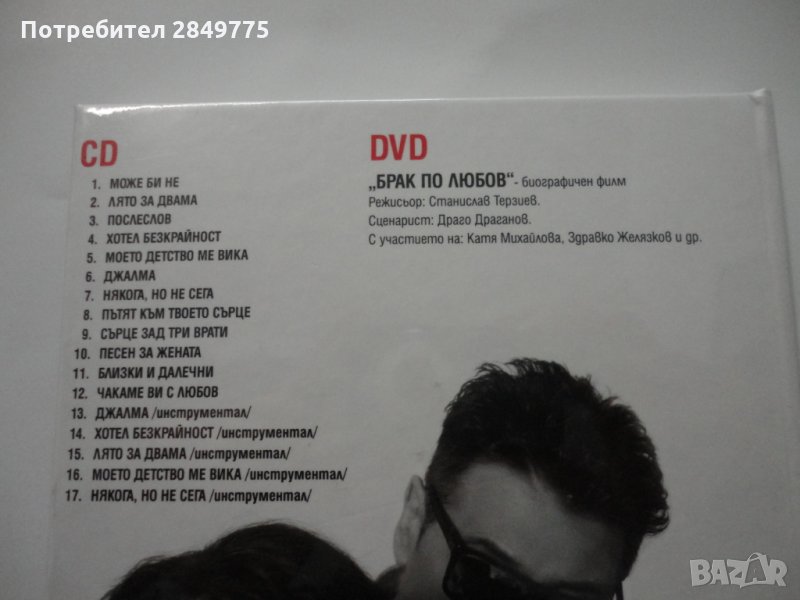 Потребител 2849775
CD
1. МОЖЕ БИ НЕ
2. ЛЯТО ЗА ДВАМА
3. ПОСЛЕСЛОВ
4. ХОТЕЛ БЕЗКРАЙНОСТ
5. МОЕТО ДЕТСТВО МЕ ВИКА
6. ДЖАЛМА
7. НЯКОГА, НО НЕ СЕГА
8. ПЪТЯТ КЪМ ТВОЕТО СЪРЦЕ
9. СЪРЦЕ ЗАД ТРИ ВРАТИ
10. ПЕСЕН ЗА ЖЕНАТА
11. БЛИЗКИ И ДАЛЕЧНИ
12. ЧАКАМЕ ВИ С ЛЮБОВ
13. ДЖАЛМА /инструментал/
14. ХОТЕЛ БЕЗКРАЙНОСТ /инструментал/
15. ЛЯТО ЗА ДВАМА /инструментал/
16. МОЕТО ДЕТСТВО МЕ ВИКА /инструментал/
17. НЯКОГА, НО НЕ СЕГА /инструментал/
DVD
„БРАК ПО ЛЮБОВ“ - биографичен филм
Режисьор: Станислав Терзиев.
Сценарист: Драго Драганов.
С участието на: Катя Михайлова, Здравко Желязков и др.
BAZAR